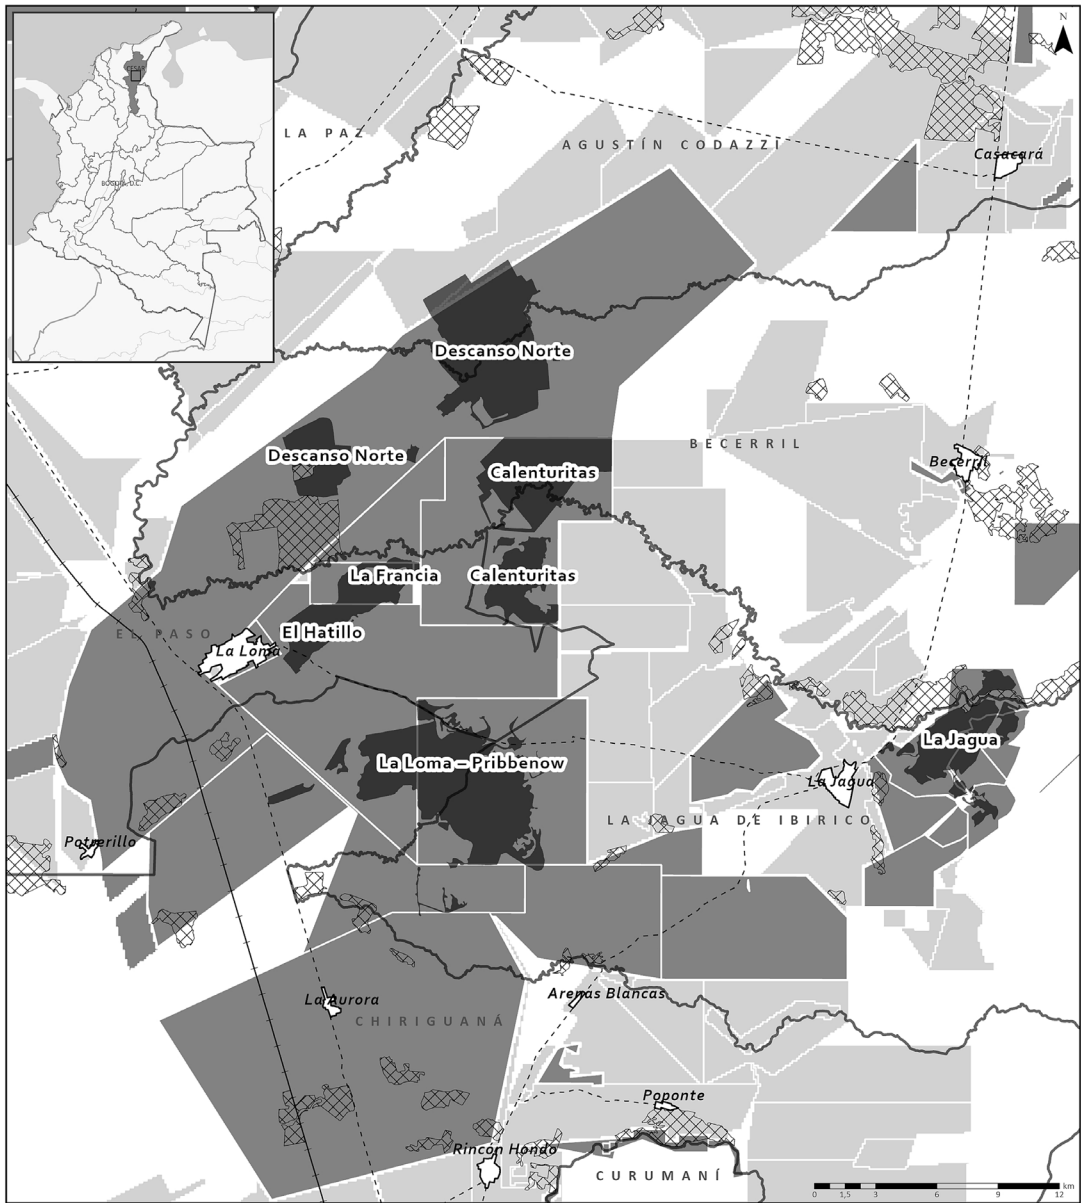 N
CESAR
BOGOTÁ, D.C.
LA PAZ
AGUSTÍN CODAZZI
Casacará
Descanso Norte
BECERRIL
Descanso Norte
Becerril
Calenturitas
La Francia
Calenturitas
EL PASO
El Hatillo
La Loma
La Jagua
La Loma – Pribbenow
La Jagua
LA JAGUA DE IBIRICO
Potrerillo
Arenas Blancas
La Aurora
CHIRIGUANÁ
Poponte
Rincón Hondo
CURUMANÍ
km
0 1,5 3 6 9 12